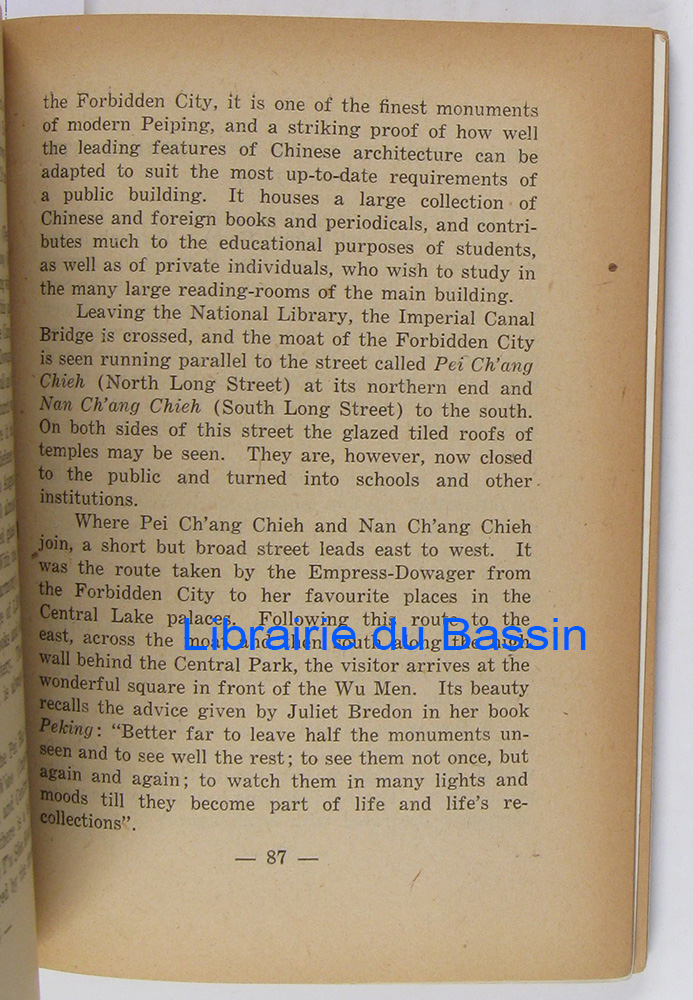 the Forbidden City, it is one of the finest monuments
of modern Peiping, and a striking proof of how well
the leading features of Chinese architecture can be
adapted to suit the most up-to-date requirements of
a public building. It houses a large collection of
Chinese and foreign books and periodicals, and contri-
butes much to the educational purposes of students,
as well as of private individuals, who wish to study in
the many large reading-rooms of the main building.
Leaving the National Library, the Imperial Canal
Bridge is crossed, and the moat of the Forbidden City
is seen running parallel to the street called Pei Ch'ang
Chieh (North Long Street) at its northern end and
Nan Ch'ang Chieh (South Long Street) to the south.
On both sides of this street the glazed tiled roofs of
temples may be seen. They are, however, now closed
to the public and turned into schools and other
institutions.
Where Pei Ch'ang Chieh and Nan Ch'ang Chieh
join, a short but broad street leads east to west. It
was the route taken by the Empress-Dowager from
the Forbidden City to her favourite places in the
Central Lake palaces. Following this route to the
east, across the moat and then south along the high
Librairie du Bassin
wall behind the Central Park, the visitor arrives at the
wonderful square in front of the Wu Men. Its beauty
recalls the advice given by Juliet Bredon in her book
Peking: "Better far to leave half the monuments un-
seen and to see well the rest; to see them not once, but
again and again; to watch them in many lights and
moods till they become part of life and life's re-
collections".
— 87 —